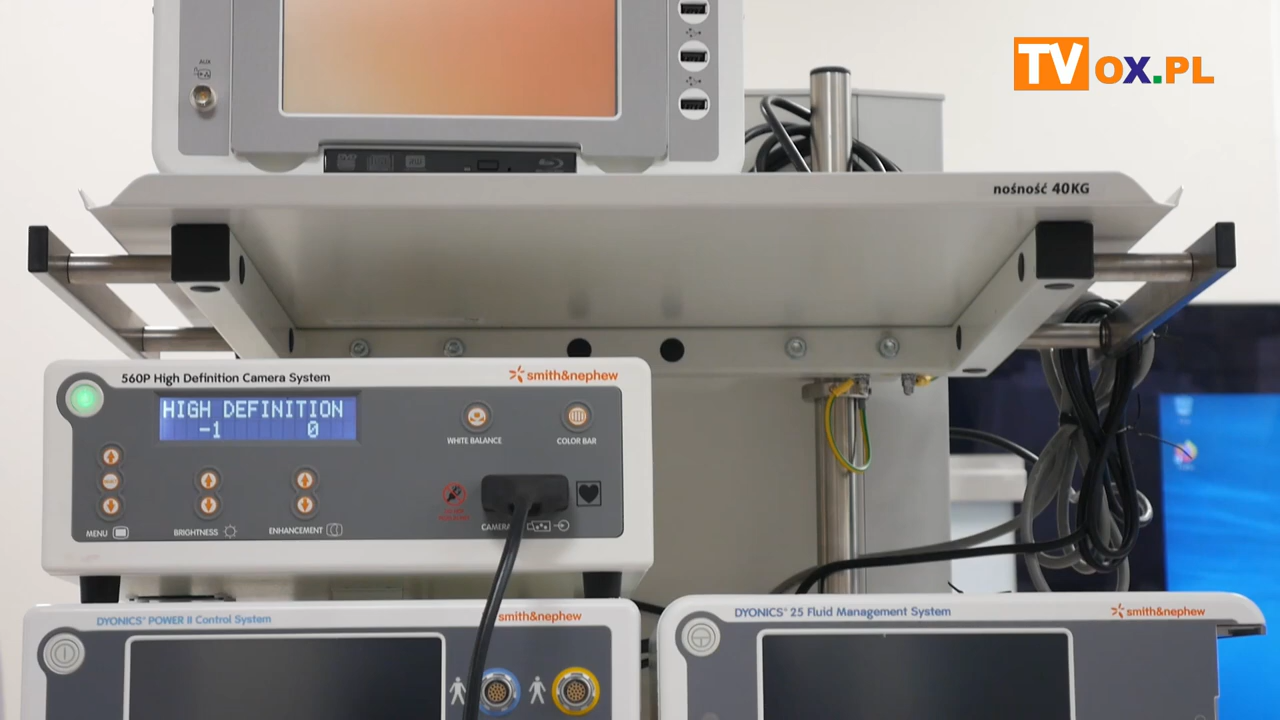 TVOX.PL
AUX
nośność 40KG
560P High Definition Camera System
smith&nephew
HIGH DEFINITION
-1 0
WHITE BALANCE
COLOR BAR
MENU
BRIGHTNESS
ENHANCEMENT
CAMERA
DYONICS® POWER II Control System
smith&nephew
DYONICS® 25 Fluid Management System
smith&nephew